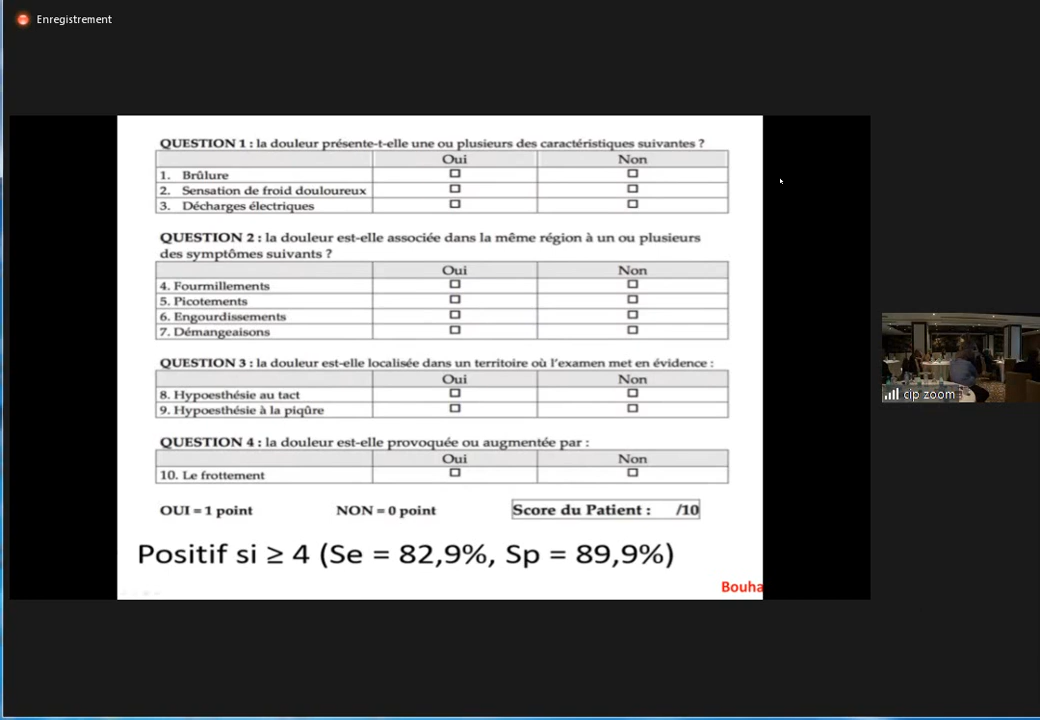 Enregistrement
QUESTION 1 : la douleur présente-t-elle une ou plusieurs des caractéristiques suivantes ?
Oui Non
1. Brûlure
2. Sensation de froid douloureux
3. Décharges électriques
QUESTION 2 : la douleur est-elle associée dans la même région à un ou plusieurs
des symptômes suivants ?
Oui Non
4. Fourmillements
5. Picotements
6. Engourdissements
7. Démangeaisons
QUESTION 3 : la douleur est-elle localisée dans un territoire où l'examen met en évidence :
Oui Non
8. Hypoesthésie au tact
9. Hypoesthésie à la piqûre
QUESTION 4 : la douleur est-elle provoquée ou augmentée par :
Oui Non
10. Le frottement
OUI = 1 point NON = 0 point Score du Patient : /10
Positif si ≥ 4 (Se = 82,9%, Sp = 89,9%)
Bouha
cip zoom